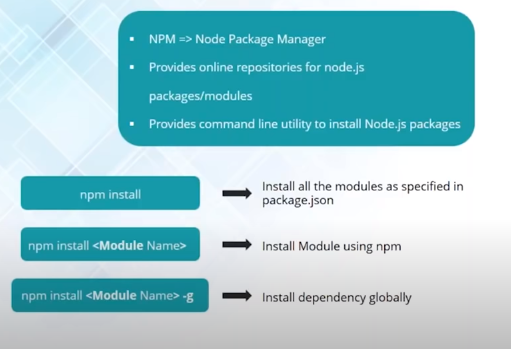 ▪ NPM => Node Package Manager
▪ Provides online repositories for node.js
packages/modules
▪ Provides command line utility to install Node.js packages
npm install
Install all the modules as specified in
package.json
npm install <Module Name>
Install Module using npm
npm install <Module Name> -g
Install dependency globally